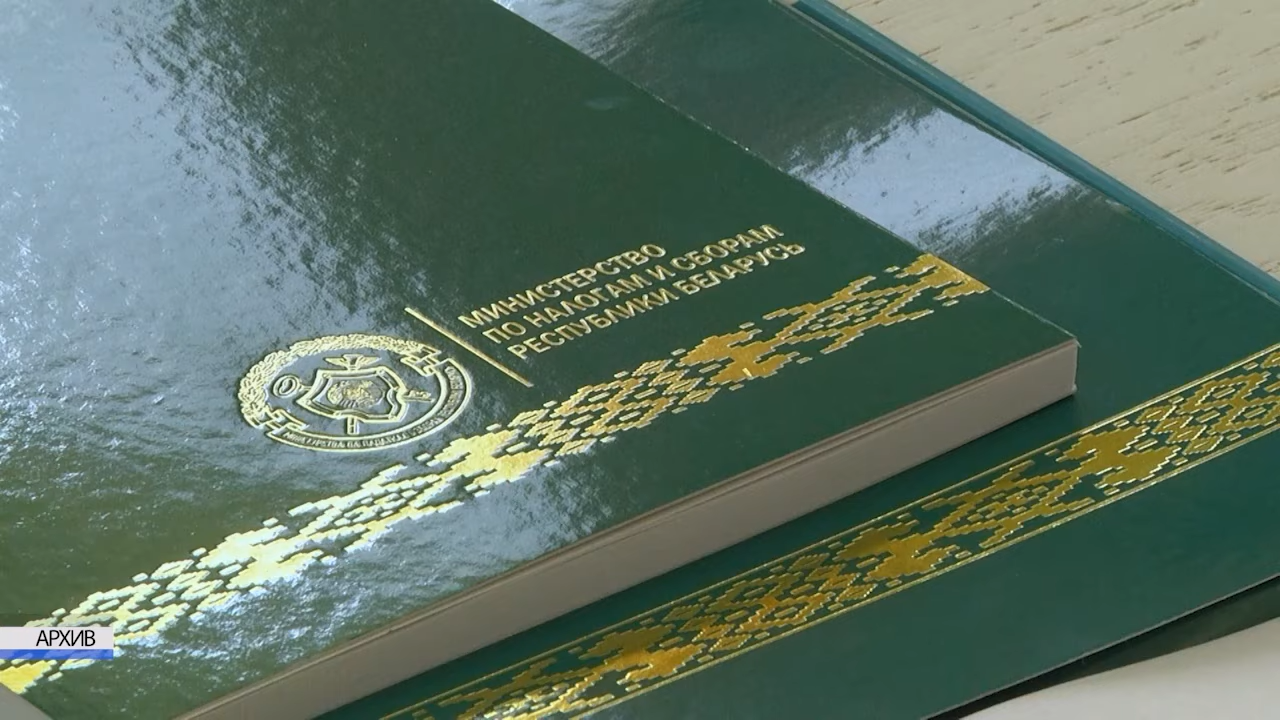 МИНИСТЕРСТВО
ПО НАЛОГАМ И СБОРАМ
РЕСПУБЛИКИ БЕЛАРУСЬ
АРХИВ